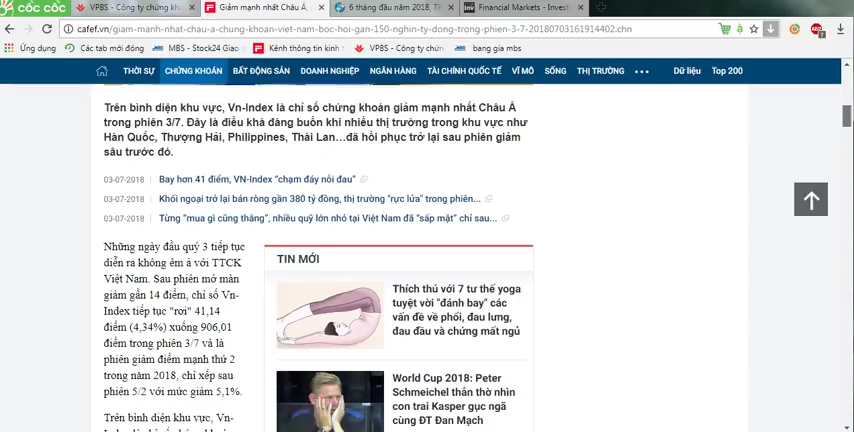 cốc cốc
VPBS - Công ty chứng kho
Giảm mạnh nhất Châu Á,
6 tháng đầu năm 2018, T
Financial Markets - Invest
cafef.vn/giam-manh-nhat-chau-a-chung-khoan-viet-nam-boc-hoi-gan-150-nghin-ty-dong-trong-phien-3-7-20180703161914402.chn
Ứng dụng
Các tab mới đóng
MBS - Stock24 Giao
Kênh thông tin kinh
VPBS - Công ty chứng
bang gia mbs
THỜI SỰ
CHỨNG KHOÁN
BẤT ĐỘNG SẢN
DOANH NGHIỆP
NGÂN HÀNG
TÀI CHÍNH QUỐC TẾ
VĨ MÔ
SỐNG
THỊ TRƯỜNG
Dữ liệu
Top 200
Trên bình diện khu vực, Vn-Index là chỉ số chứng khoán giảm mạnh nhất Châu Á
trong phiên 3/7. Đây là điều khá đáng buồn khi nhiều thị trường trong khu vực như
Hàn Quốc, Thượng Hải, Philippines, Thái Lan...đã hồi phục trở lại sau phiên giảm
sâu trước đó.
03-07-2018 Bay hơn 41 điểm, VN-Index "chạm đáy nỗi đau"
03-07-2018 Khối ngoại trở lại bán ròng gần 380 tỷ đồng, thị trường "rực lửa" trong phiên...
03-07-2018 Từng "mua gì cũng thắng", nhiều quỹ lớn nhỏ tại Việt Nam đã "sấp mặt" chỉ sau...
Những ngày đầu quý 3 tiếp tục
diễn ra không êm ả với TTCK
Việt Nam. Sau phiên mở màn
giảm gần 14 điểm, chỉ số Vn-
Index tiếp tục "rơi" 41,14
điểm (4,34%) xuống 906,01
điểm trong phiên 3/7 và là
phiên giảm điểm mạnh thứ 2
trong năm 2018, chỉ xếp sau
phiên 5/2 với mức giảm 5,1%.
Trên bình diện khu vực, Vn-
TIN MỚI
Thích thú với 7 tư thế yoga
tuyệt vời "đánh bay" các
vấn đề về phổi, đau lưng,
đau đầu và chứng mất ngủ
World Cup 2018: Peter
Schmeichel thẫn thờ nhìn
con trai Kasper gục ngã
cùng ĐT Đan Mạch